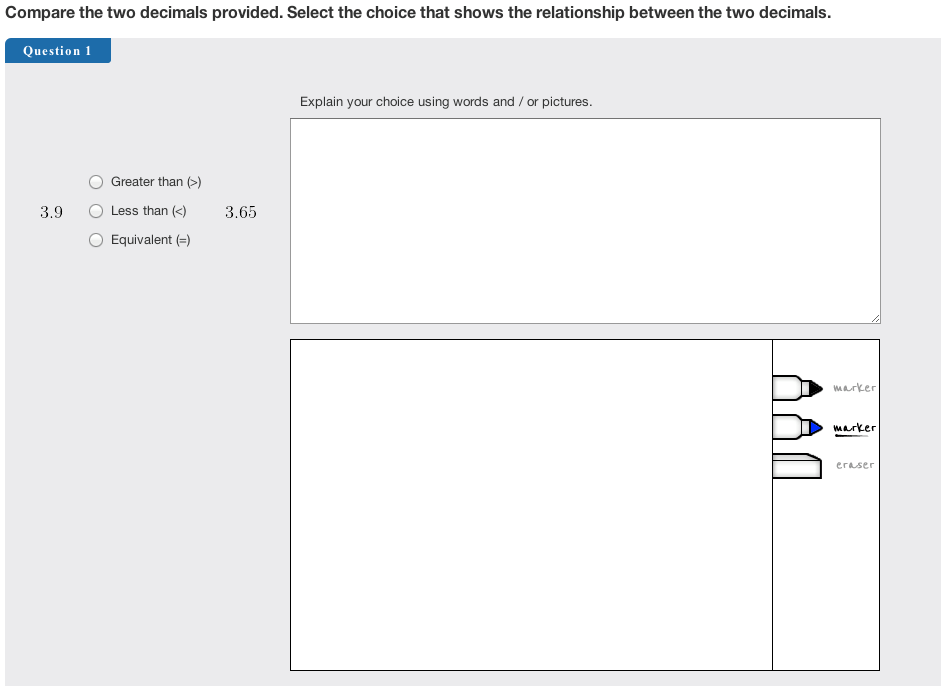 Compare the two decimals provided. Select the choice that shows the relationship between the two decimals.
Question 1
Explain your choice using words and / or pictures.
Greater than (>)
3.9 Less than (<) 3.65
Equivalent (=)
marker
marker
eraser